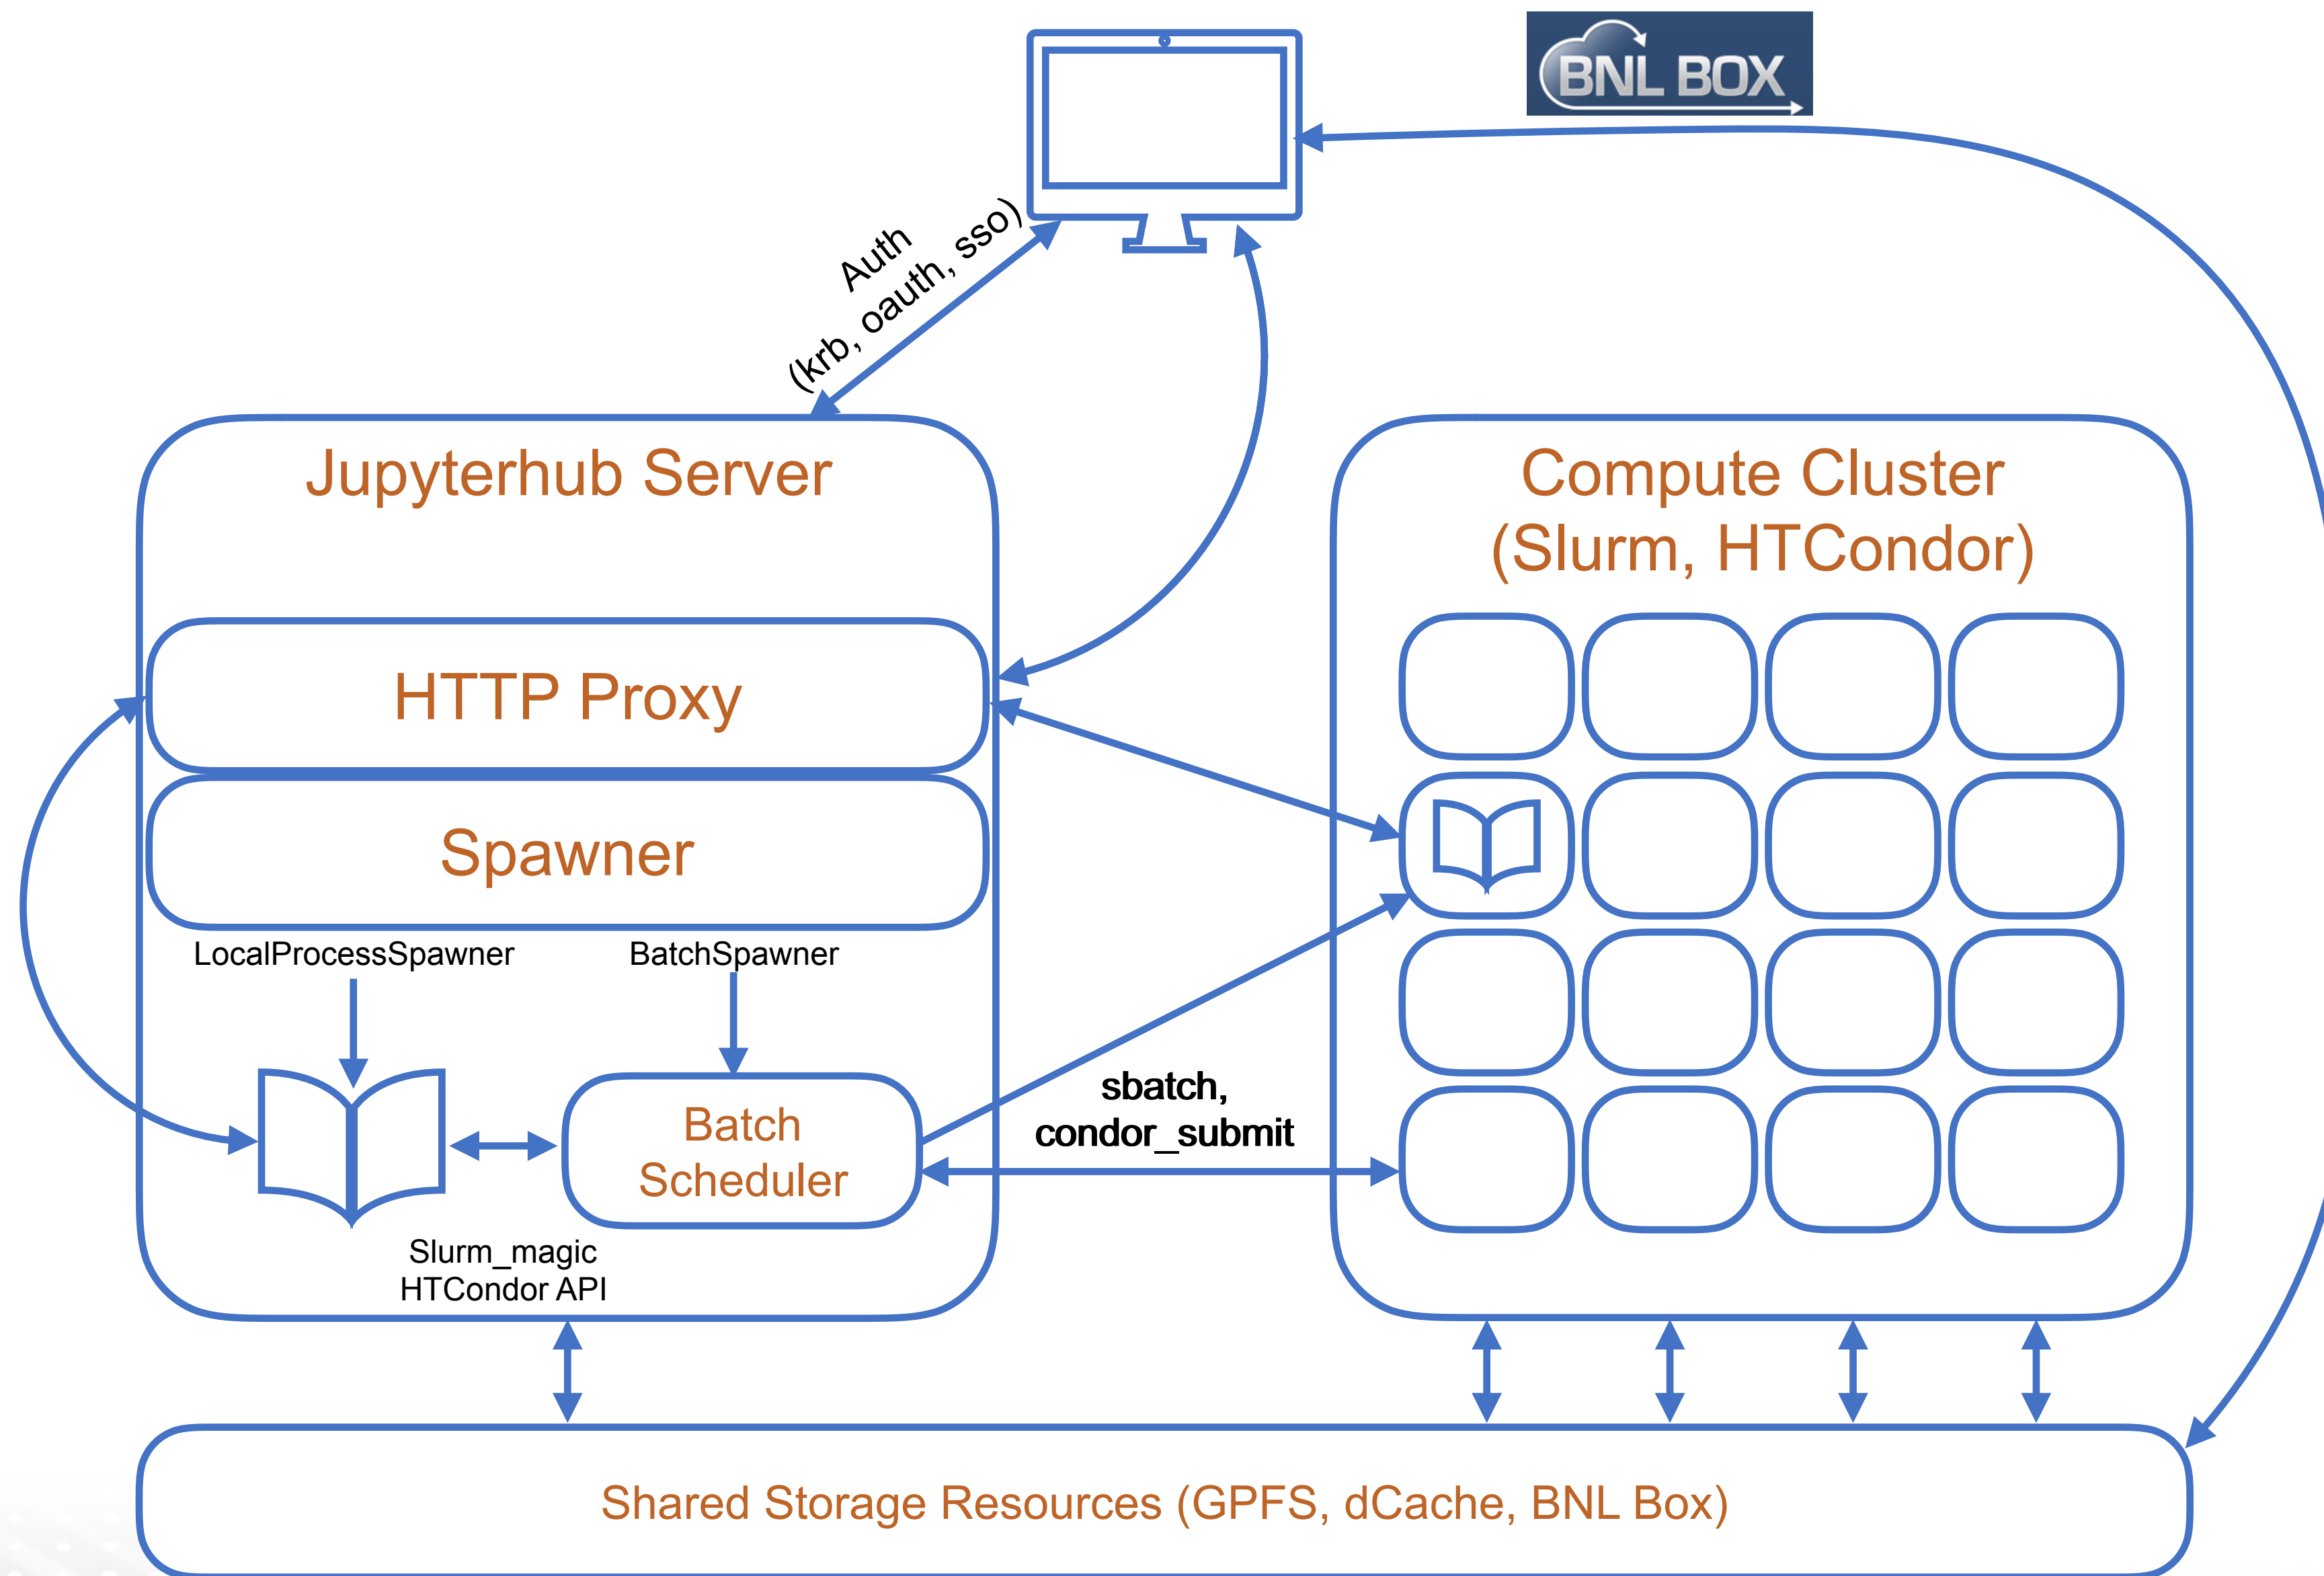 BNL BOX
Auth
(krb, oauth, sso)
Jupyterhub Server
Compute Cluster
(Slurm, HTCondor)
HTTP Proxy
Spawner
LocalProcessSpawner
BatchSpawner
sbatch,
condor_submit
Batch
Scheduler
Slurm_magic
HTCondor API
Shared Storage Resources (GPFS, dCache, BNL Box)